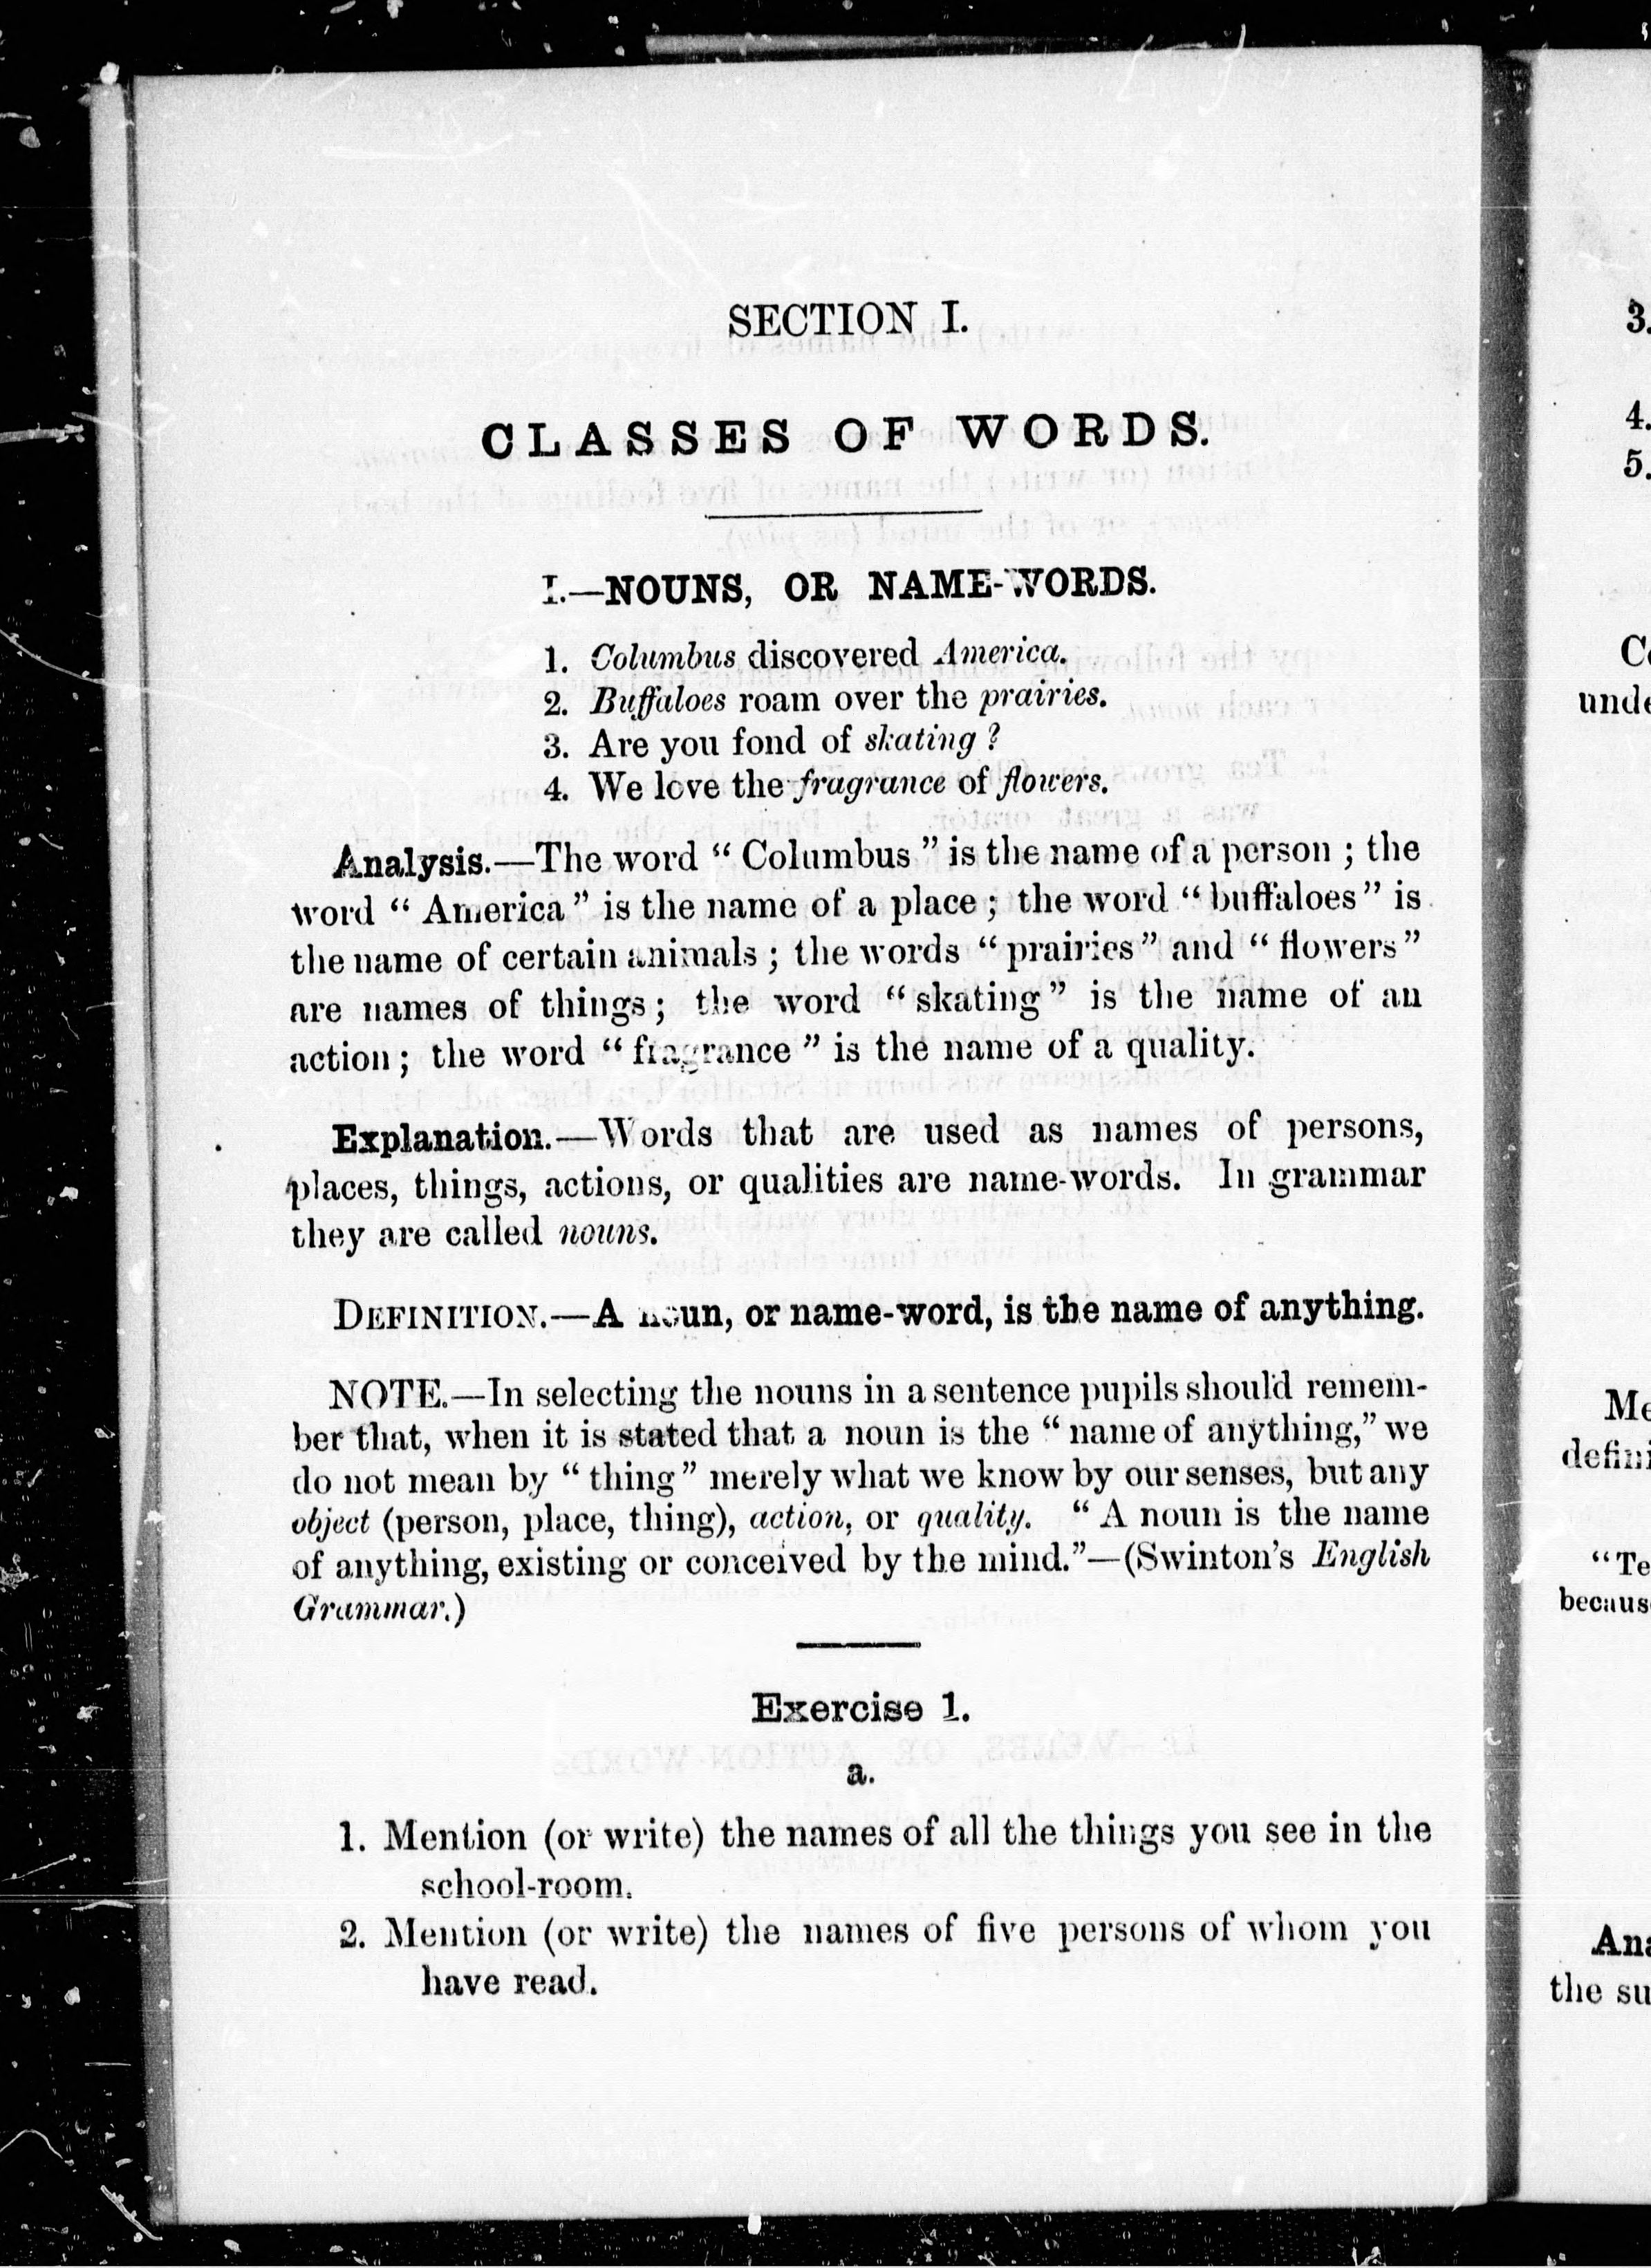 SECTION I.
CLASSES OF WORDS.
I.—NOUNS, OR NAME-WORDS.
1. Columbus discovered America.
2. Buffaloes roam over the prairies.
3. Are you fond of skating ?
4. We love the fragrance of flowers.
Analysis.—The word “ Columbus ” is the name of a person ; the
word “ America ” is the name of a place ; the word “ buffaloes ” is
the name of certain animals ; the words “ prairies ” and “ flowers ”
are names of things ; the word “ skating ” is the name of an
action ; the word “ fragrance ” is the name of a quality.
Explanation.—Words that are used as names of persons,
places, things, actions, or qualities are name-words. In grammar
they are called nouns.
DEFINITION.—A noun, or name-word, is the name of anything.
NOTE.—In selecting the nouns in a sentence pupils should remem-
ber that, when it is stated that a noun is the “ name of anything,” we
do not mean by “ thing ” merely what we know by our senses, but any
object (person, place, thing), action, or quality. “ A noun is the name
of anything, existing or conceived by the mind.”—(Swinton’s English
Grammar.)
Exercise 1.
a.
1. Mention (or write) the names of all the things you see in the
school-room.
2. Mention (or write) the names of five persons of whom you
have read.
3.
4.
5.
“Te
the su